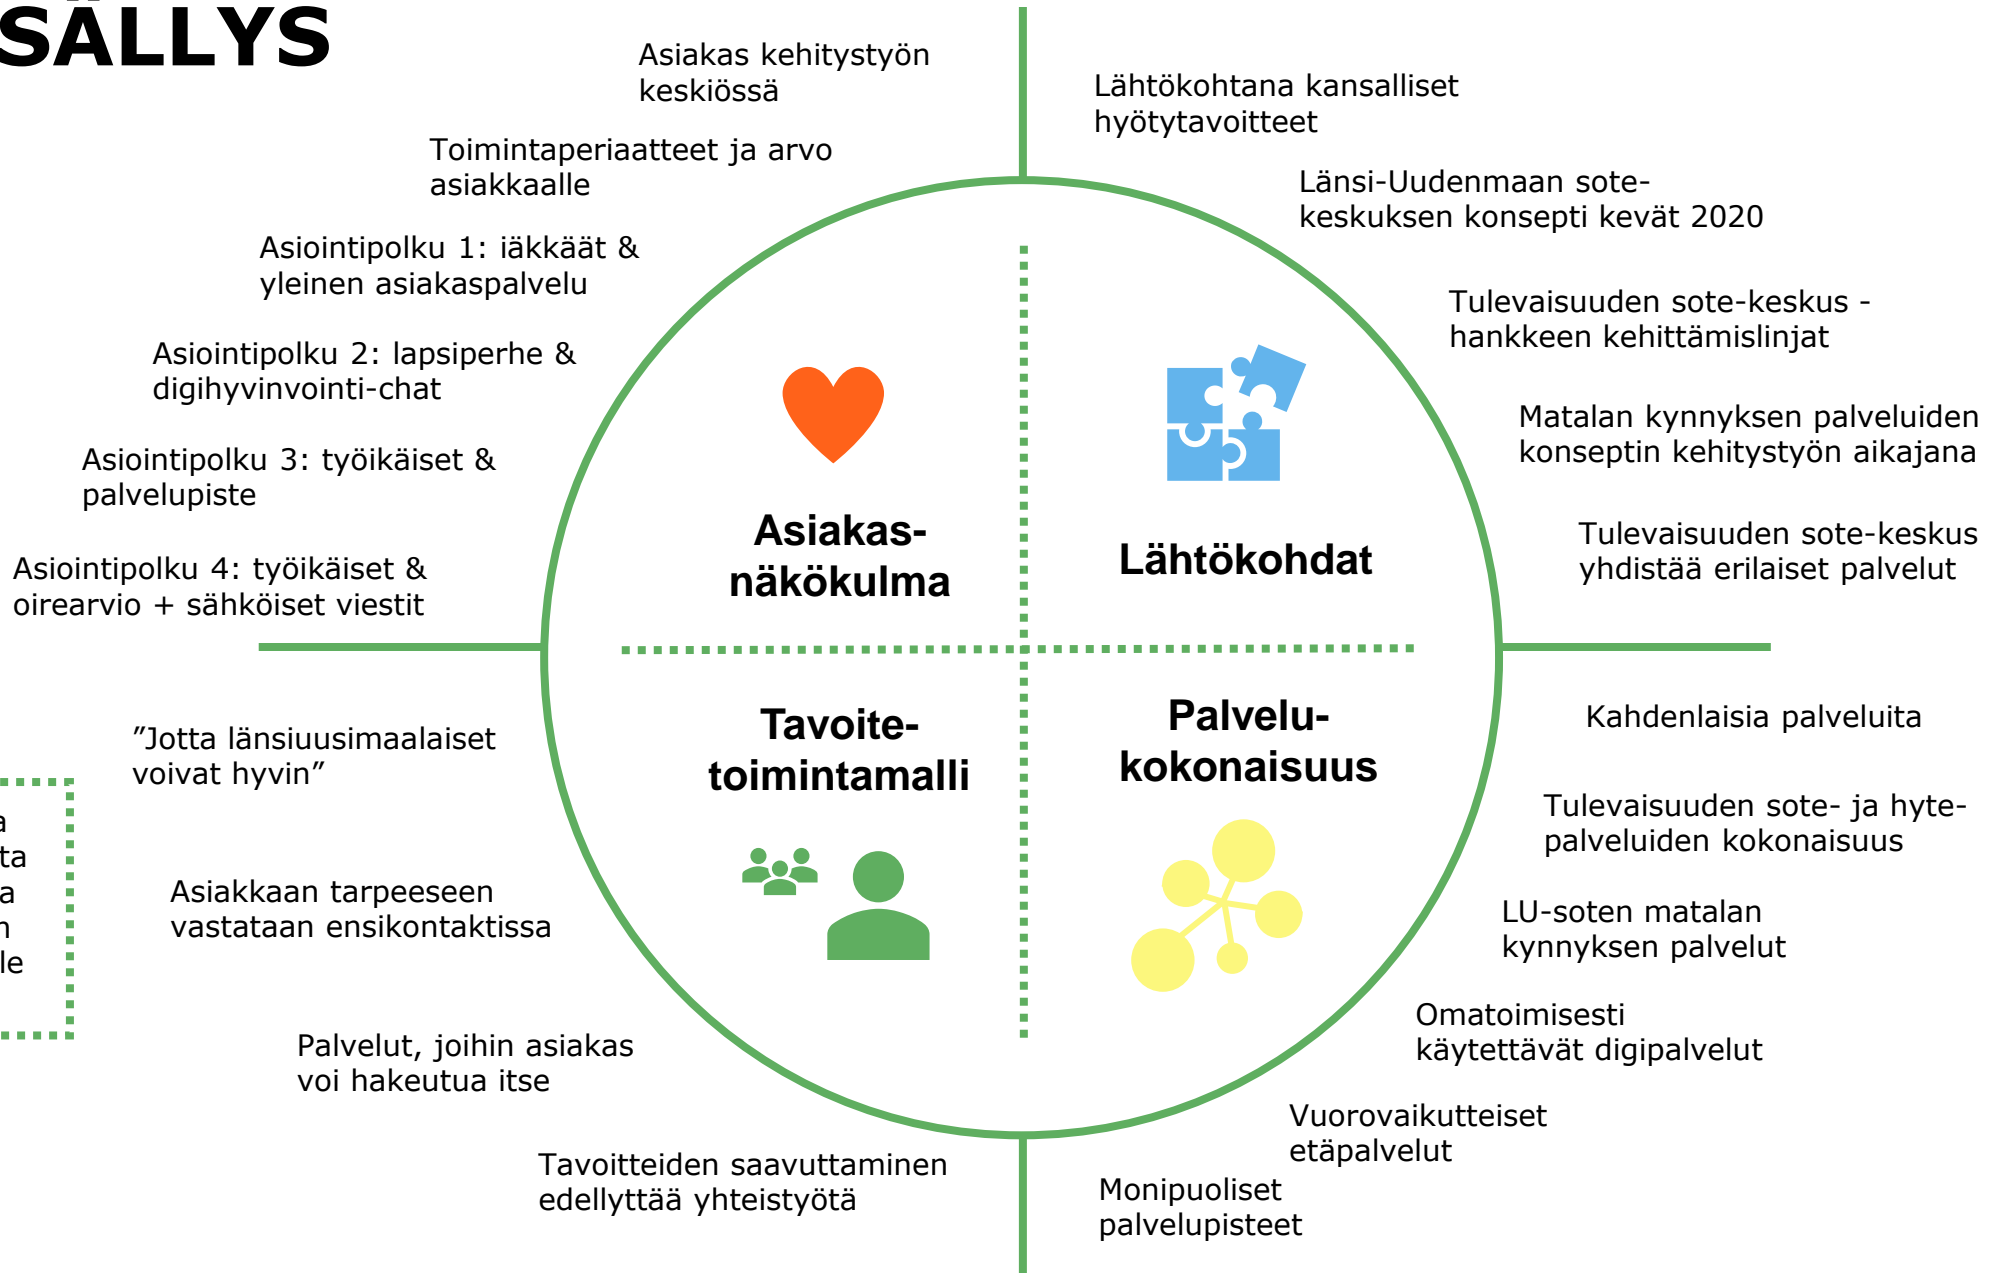 SÄLLYS
Asiakas kehitystyön
keskiössä
Toimintaperiaatteet ja arvo
asiakkaalle
Asiointipolku 1: iäkkäät &
yleinen asiakaspalvelu
Asiointipolku 2: lapsiperhe &
digihyvinvointi-chat
Asiointipolku 3: työikäiset &
palvelupiste
Asiointipolku 4: työikäiset &
oirearvio + sähköiset viestit
Lähtökohtana kansalliset
hyötytavoitteet
Länsi-Uudenmaan sote-
keskuksen konsepti kevät 2020
Tulevaisuuden sote-keskus -
hankkeen kehittämislinjat
Matalan kynnyksen palveluiden
konseptin kehitystyön aikajana
Tulevaisuuden sote-keskus
yhdistää erilaiset palvelut
Asiakas-
näkökulma
Lähtökohdat
Tavoite-
toimintamalli
Palvelu-
kokonaisuus
”Jotta länsiuusimaalaiset
voivat hyvin”
Asiakkaan tarpeeseen
vastataan ensikontaktissa
Palvelut, joihin asiakas
voi hakeutua itse
Tavoitteiden saavuttaminen
edellyttää yhteistyötä
Kahdenlaisia palveluita
Tulevaisuuden sote- ja hyte-
palveluiden kokonaisuus
LU-soten matalan
kynnyksen palvelut
Omatoimisesti
käytettävät digipalvelut
Vuorovaikutteiset
etäpalvelut
Monipuoliset
palvelupisteet